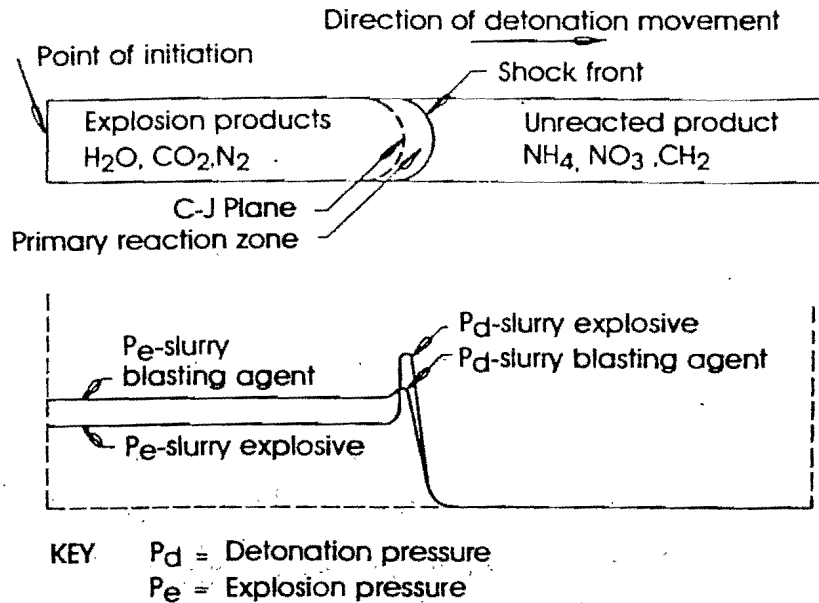 Direction of detonation movement
Point of initiation
Shock front
Explosion products
H₂O, CO₂,N₂
Unreacted product
NH₄, NO₃ ,CH₂
C-J Plane
Primary reaction zone
Pd-slurry explosive
Pe-slurry
blasting agent
Pd-slurry blasting agent
Pe-slurry explosive
KEY Pd = Detonation pressure
Pe = Explosion pressure